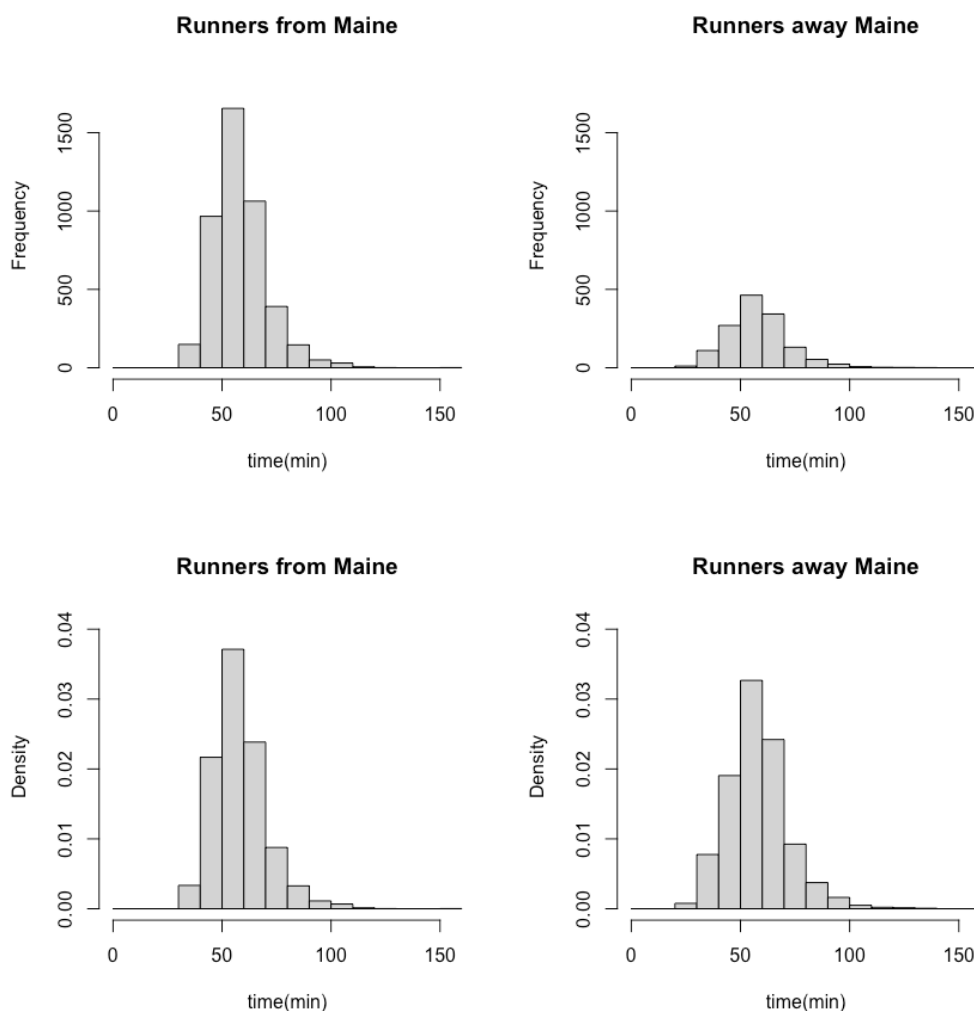 Runners from Maine
Frequency
0
500
1000
1500
0 50 100 150
time(min)
Runners away Maine
Frequency
0
500
1000
1500
0 50 100 150
time(min)
Runners from Maine
Density
0.00
0.01
0.02
0.03
0.04
0 50 100 150
time(min)
Runners away Maine
Density
0.00
0.01
0.02
0.03
0.04
0 50 100 150
time(min)